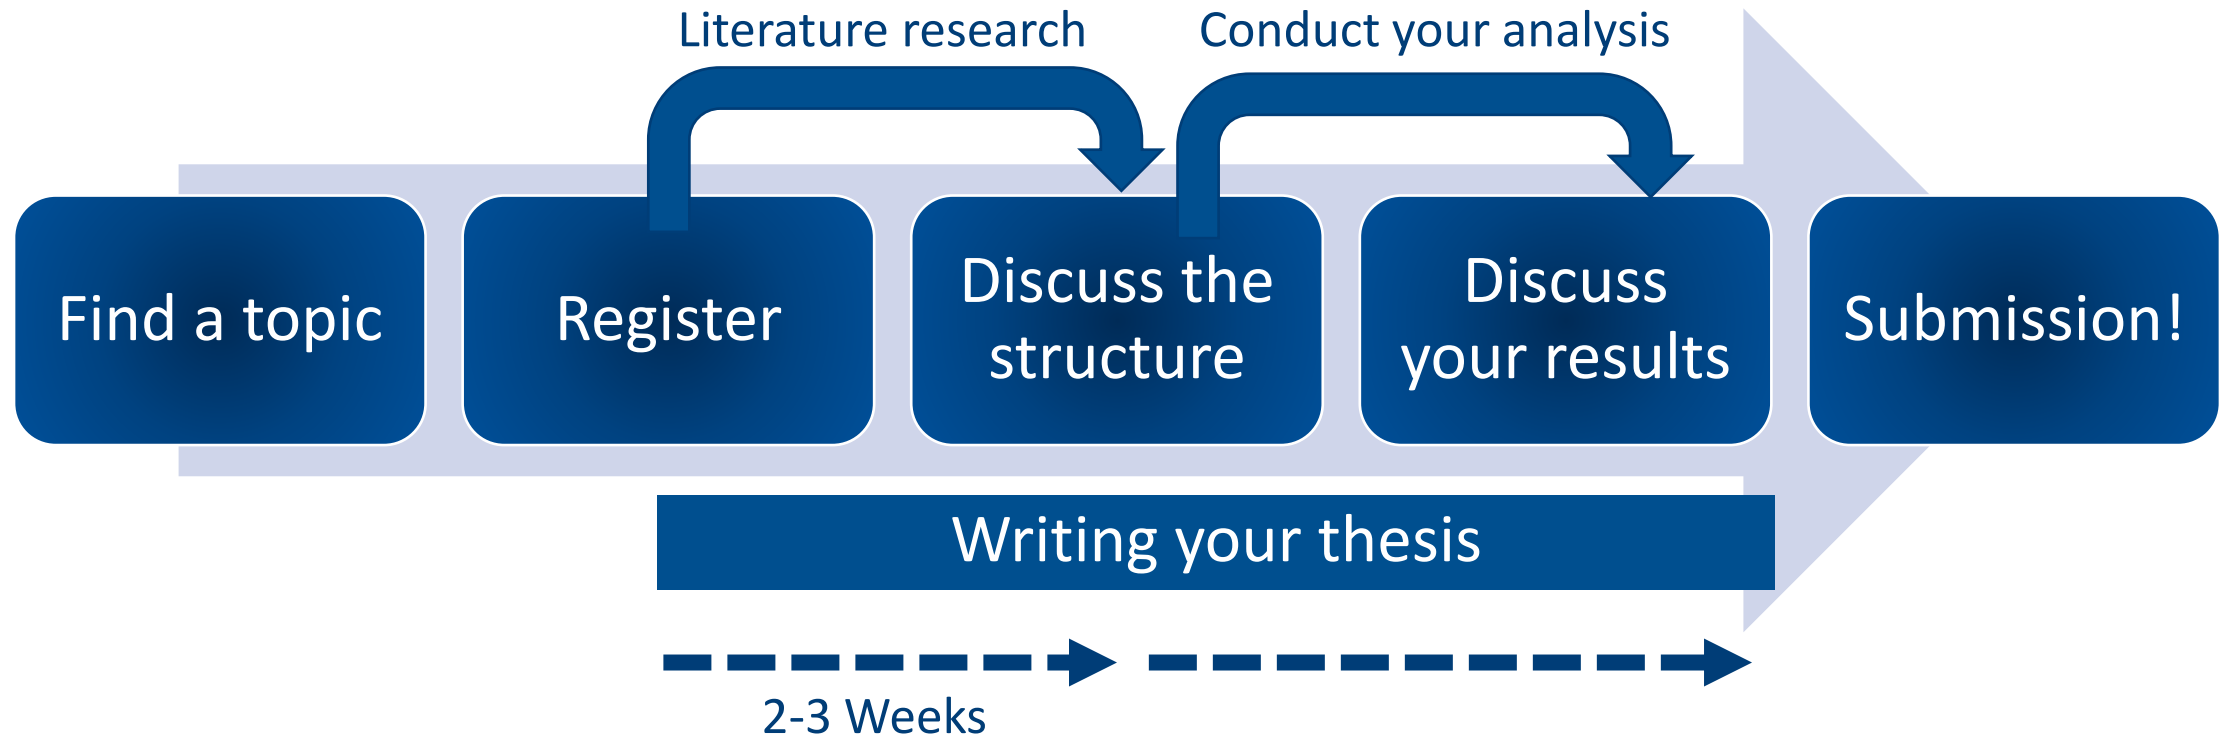 Literature research
Conduct your analysis
Find a topic
Register
Discuss the
structure
Discuss
your results
Submission!
Writing your thesis
2-3 Weeks